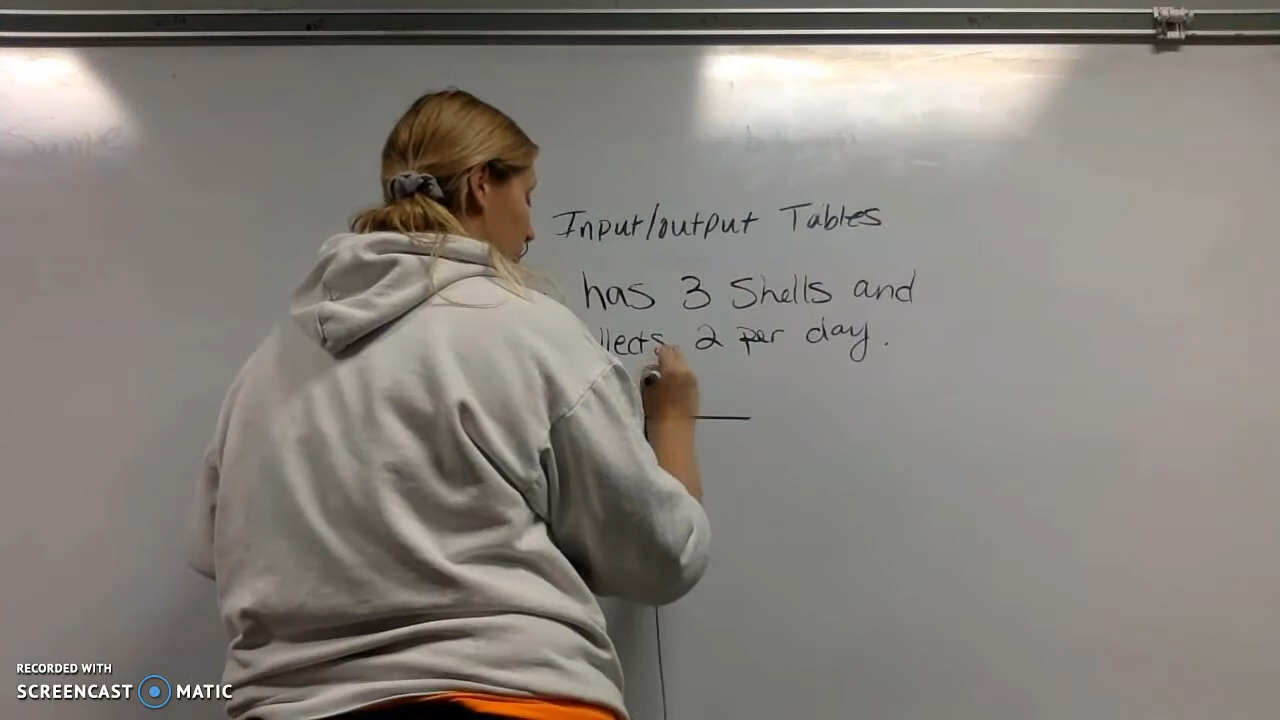 Input/output Tables
has 3 Shells and
llects 2 per day.
RECORDED WITH
SCREENCAST MATIC